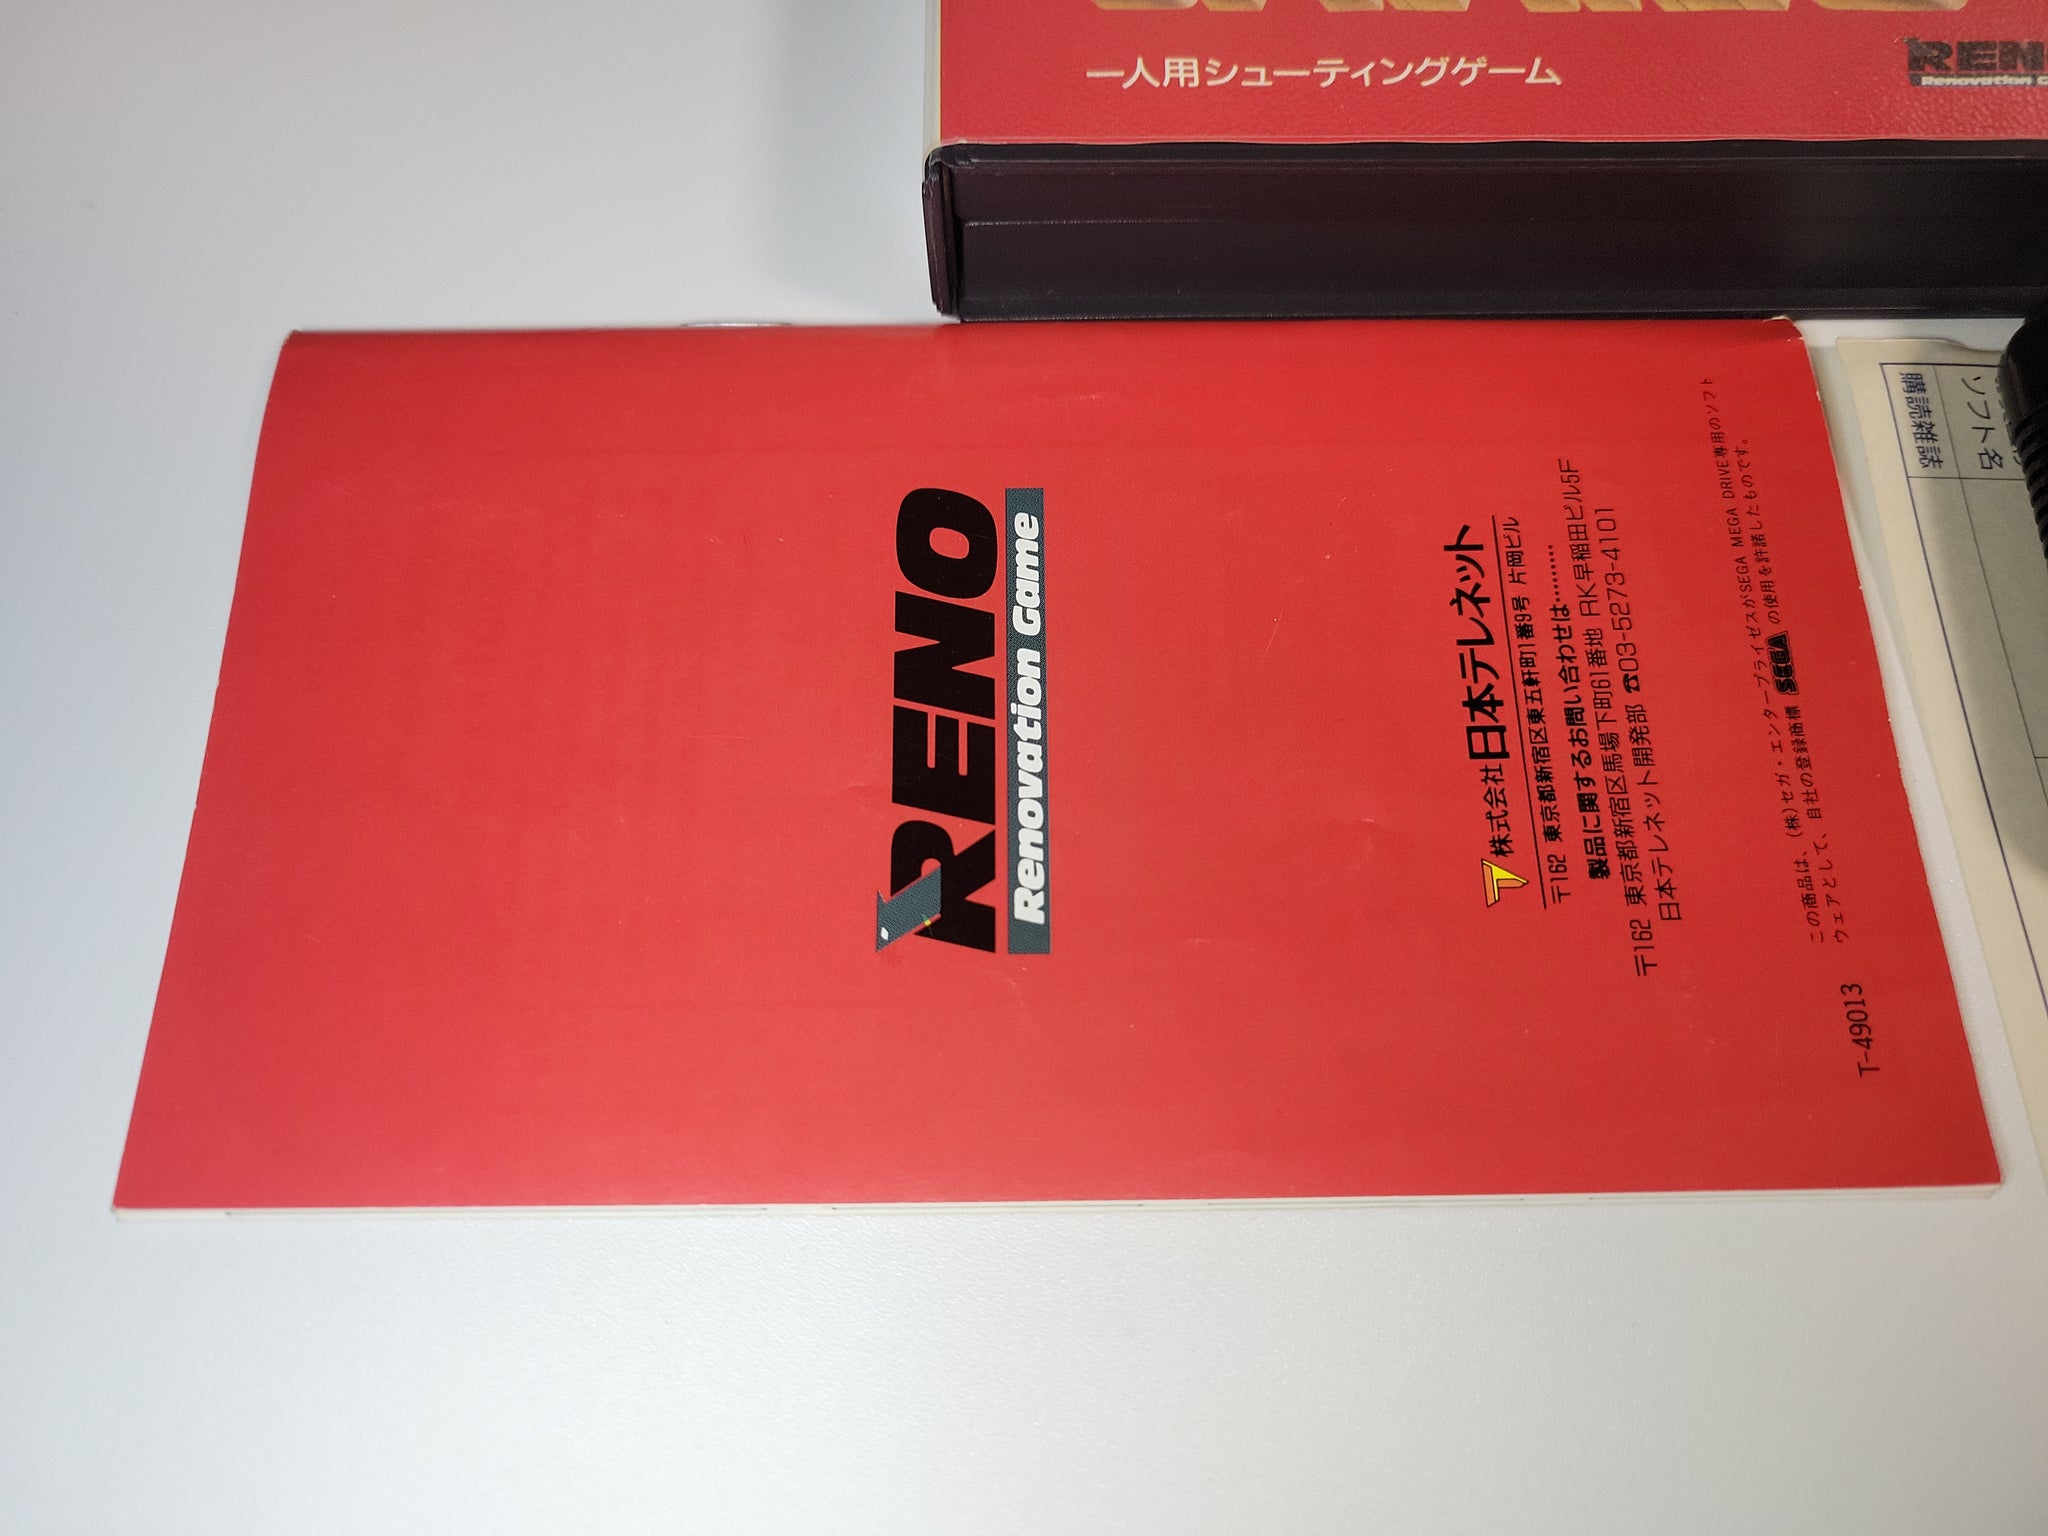 一人用シューティングゲーム
Renovation
RENO
Renovation Game
株式会社日本テレネット
〒162 東京都新宿区東五軒町1番9号 片岡ビル
製品に関するお問い合わせは………
〒162 東京都新宿区馬場下町61番地 RK早稲田ビル5F
日本テレネット開発部 ☎03-5273-4101
この商品は、(株)セガ・エンタープライゼスがSEGA MEGA DRIVE専用のソフト
ウェアとして、自社の登録商標 SEGA の使用を許諾したものです。
T-49013
ソフト名
購読雑誌